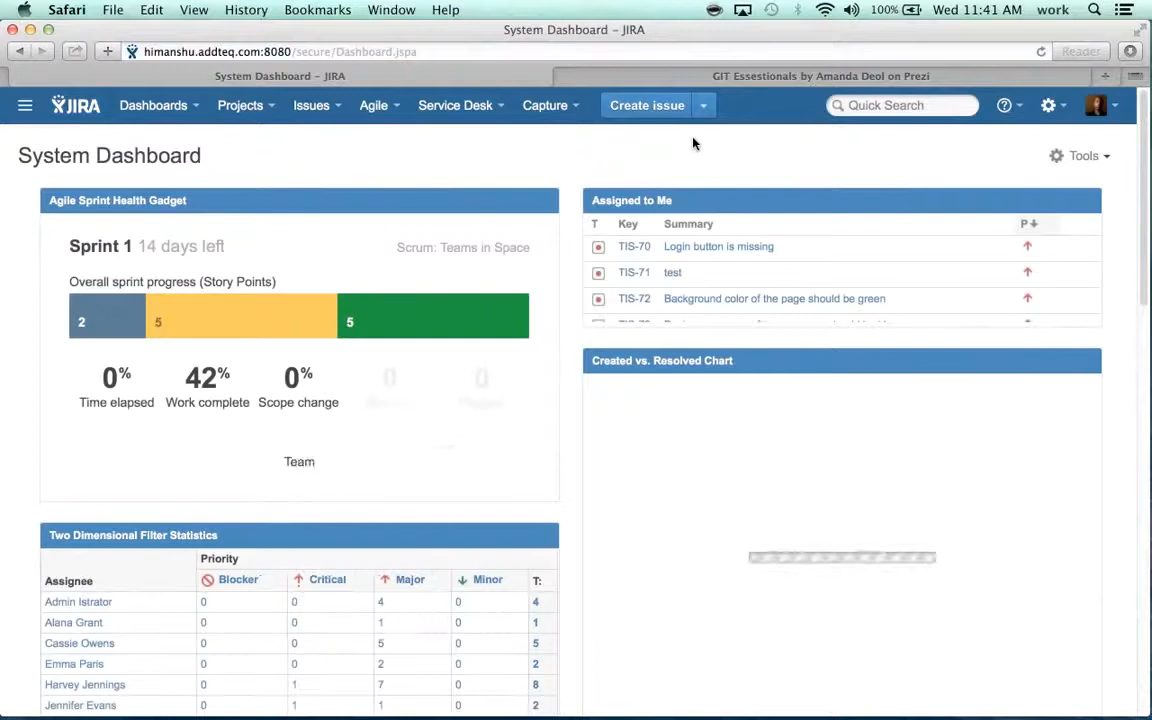 Safari File Edit View History Bookmarks Window Help 100% Wed 11:41 AM work
System Dashboard – JIRA
himanshu.addteq.com:8080/secure/Dashboard.jspa Reader
System Dashboard – JIRA GIT Essestionals by Amanda Deol on Prezi
JIRA Dashboards Projects Issues Agile Service Desk Capture Create issue Quick Search
System Dashboard Tools
Agile Sprint Health Gadget
Sprint 1 14 days left Scrum: Teams in Space
Overall sprint progress (Story Points)
2 5 5
0% 42% 0% 0 0
Time elapsed Work complete Scope change
Team
Two Dimensional Filter Statistics
Priority
Assignee Blocker Critical Major Minor T:
Admin Istrator 0 0 4 0 4
Alana Grant 0 0 1 0 1
Cassie Owens 0 0 5 0 5
Emma Paris 0 0 2 0 2
Harvey Jennings 0 1 7 0 8
Jennifer Evans 0 1 1 0 2
Assigned to Me
T Key Summary P
TIS-70 Login button is missing
TIS-71 test
TIS-72 Background color of the page should be green
Created vs. Resolved Chart